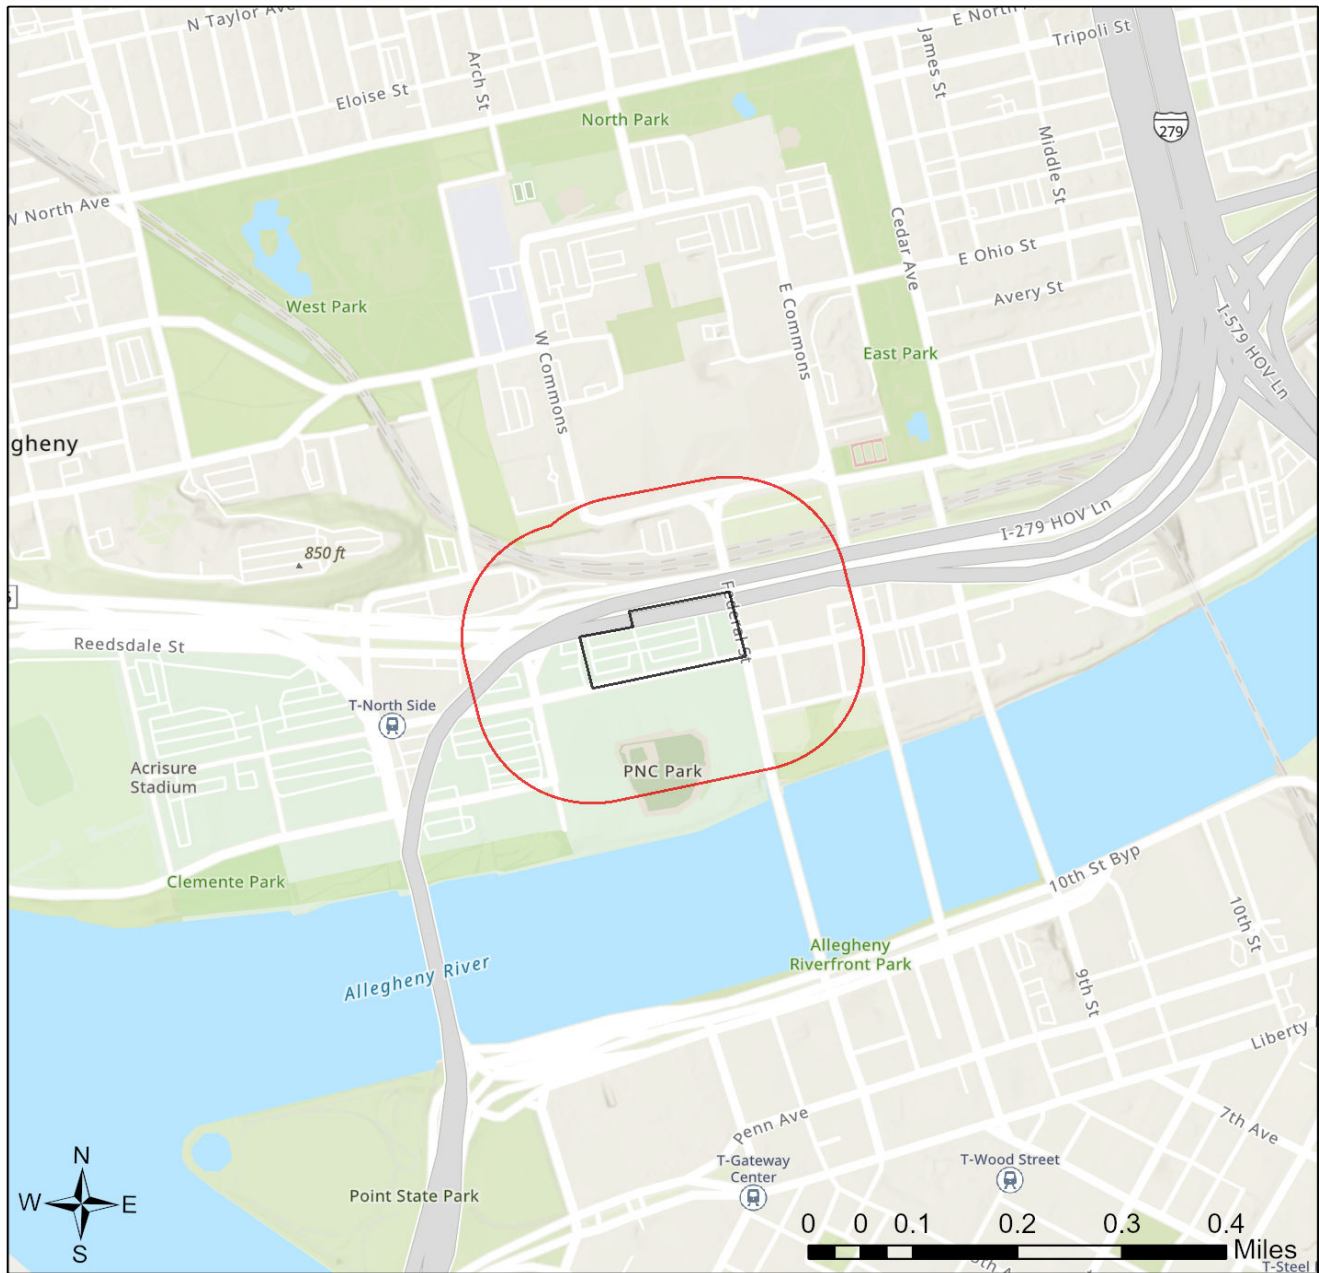 N Taylor Ave
E North
Tripoli St
James St
Arch St
Eloise St
North Park
279
Middle St
W North Ave
Cedar Ave
E Ohio St
Avery St
West Park
E Commons
W Commons
I-579 HOV Ln
East Park
gheny
I-279 HOV Ln
850 ft
Federal St
Reedsdale St
T-North Side
Acrisure
Stadium
PNC Park
Clemente Park
10th St Byp
10th St
Allegheny
Riverfront Park
Allegheny River
9th St
Liberty
Penn Ave
7th Ave
T-Gateway
Center
T-Wood Street
Point State Park
N
W E
S
0 0 0.1 0.2 0.3 0.4
Miles
T-Steel